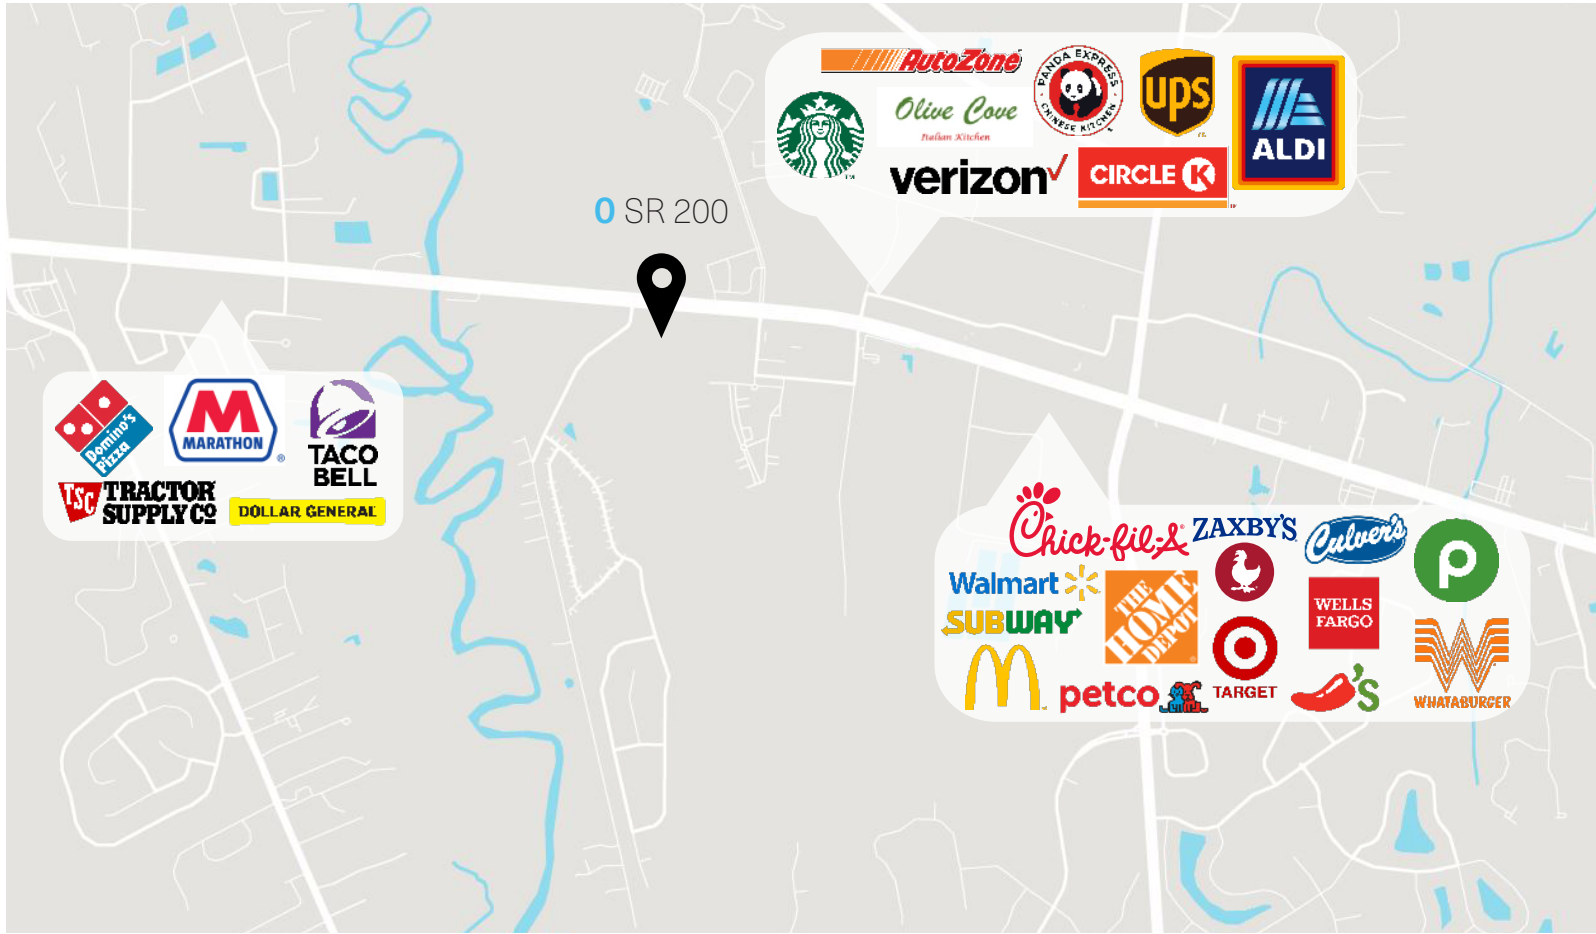 AutoZone
PANDA EXPRESS
CHINESE KITCHEN
ups
ALDI
Olive Cove
Italian Kitchen
verizon
CIRCLE K
0 SR 200
Domino's
Pizza
M
MARATHON
TACO
BELL
TSC TRACTOR
SUPPLY CO
DOLLAR GENERAL
Chick-fil-A
ZAXBY'S
Culver's
P
Walmart
SUBWAY
THE
HOME
DEPOT
WELLS
FARGO
M
petco
TARGET
'S
W
WHATABURGER